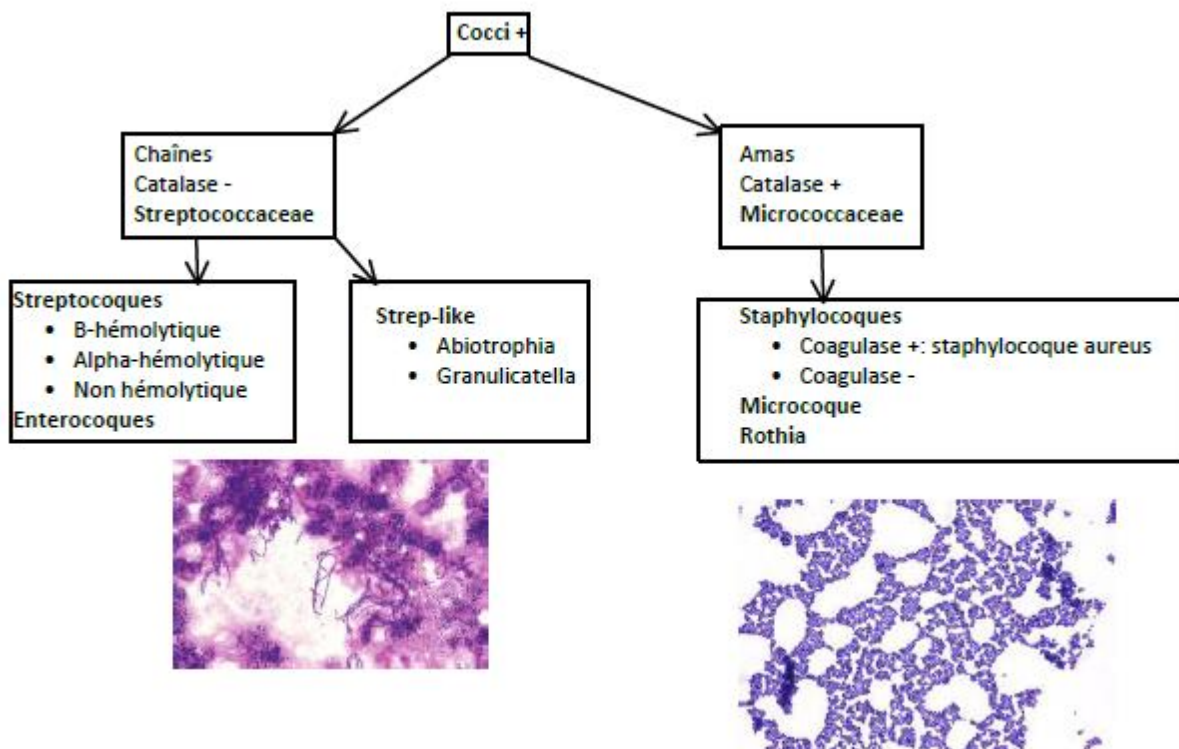 Cocci +
Chaînes
Catalase -
Streptococcaceae
Amas
Catalase +
Micrococcaceae
Streptocoques
• B-hémolytique
• Alpha-hémolytique
• Non hémolytique
Enterocoques
Strep-like
• Abiotrophia
• Granulicatella
Staphylocoques
• Coagulase +: staphylocoque aureus
• Coagulase -
Microcoque
Rothia